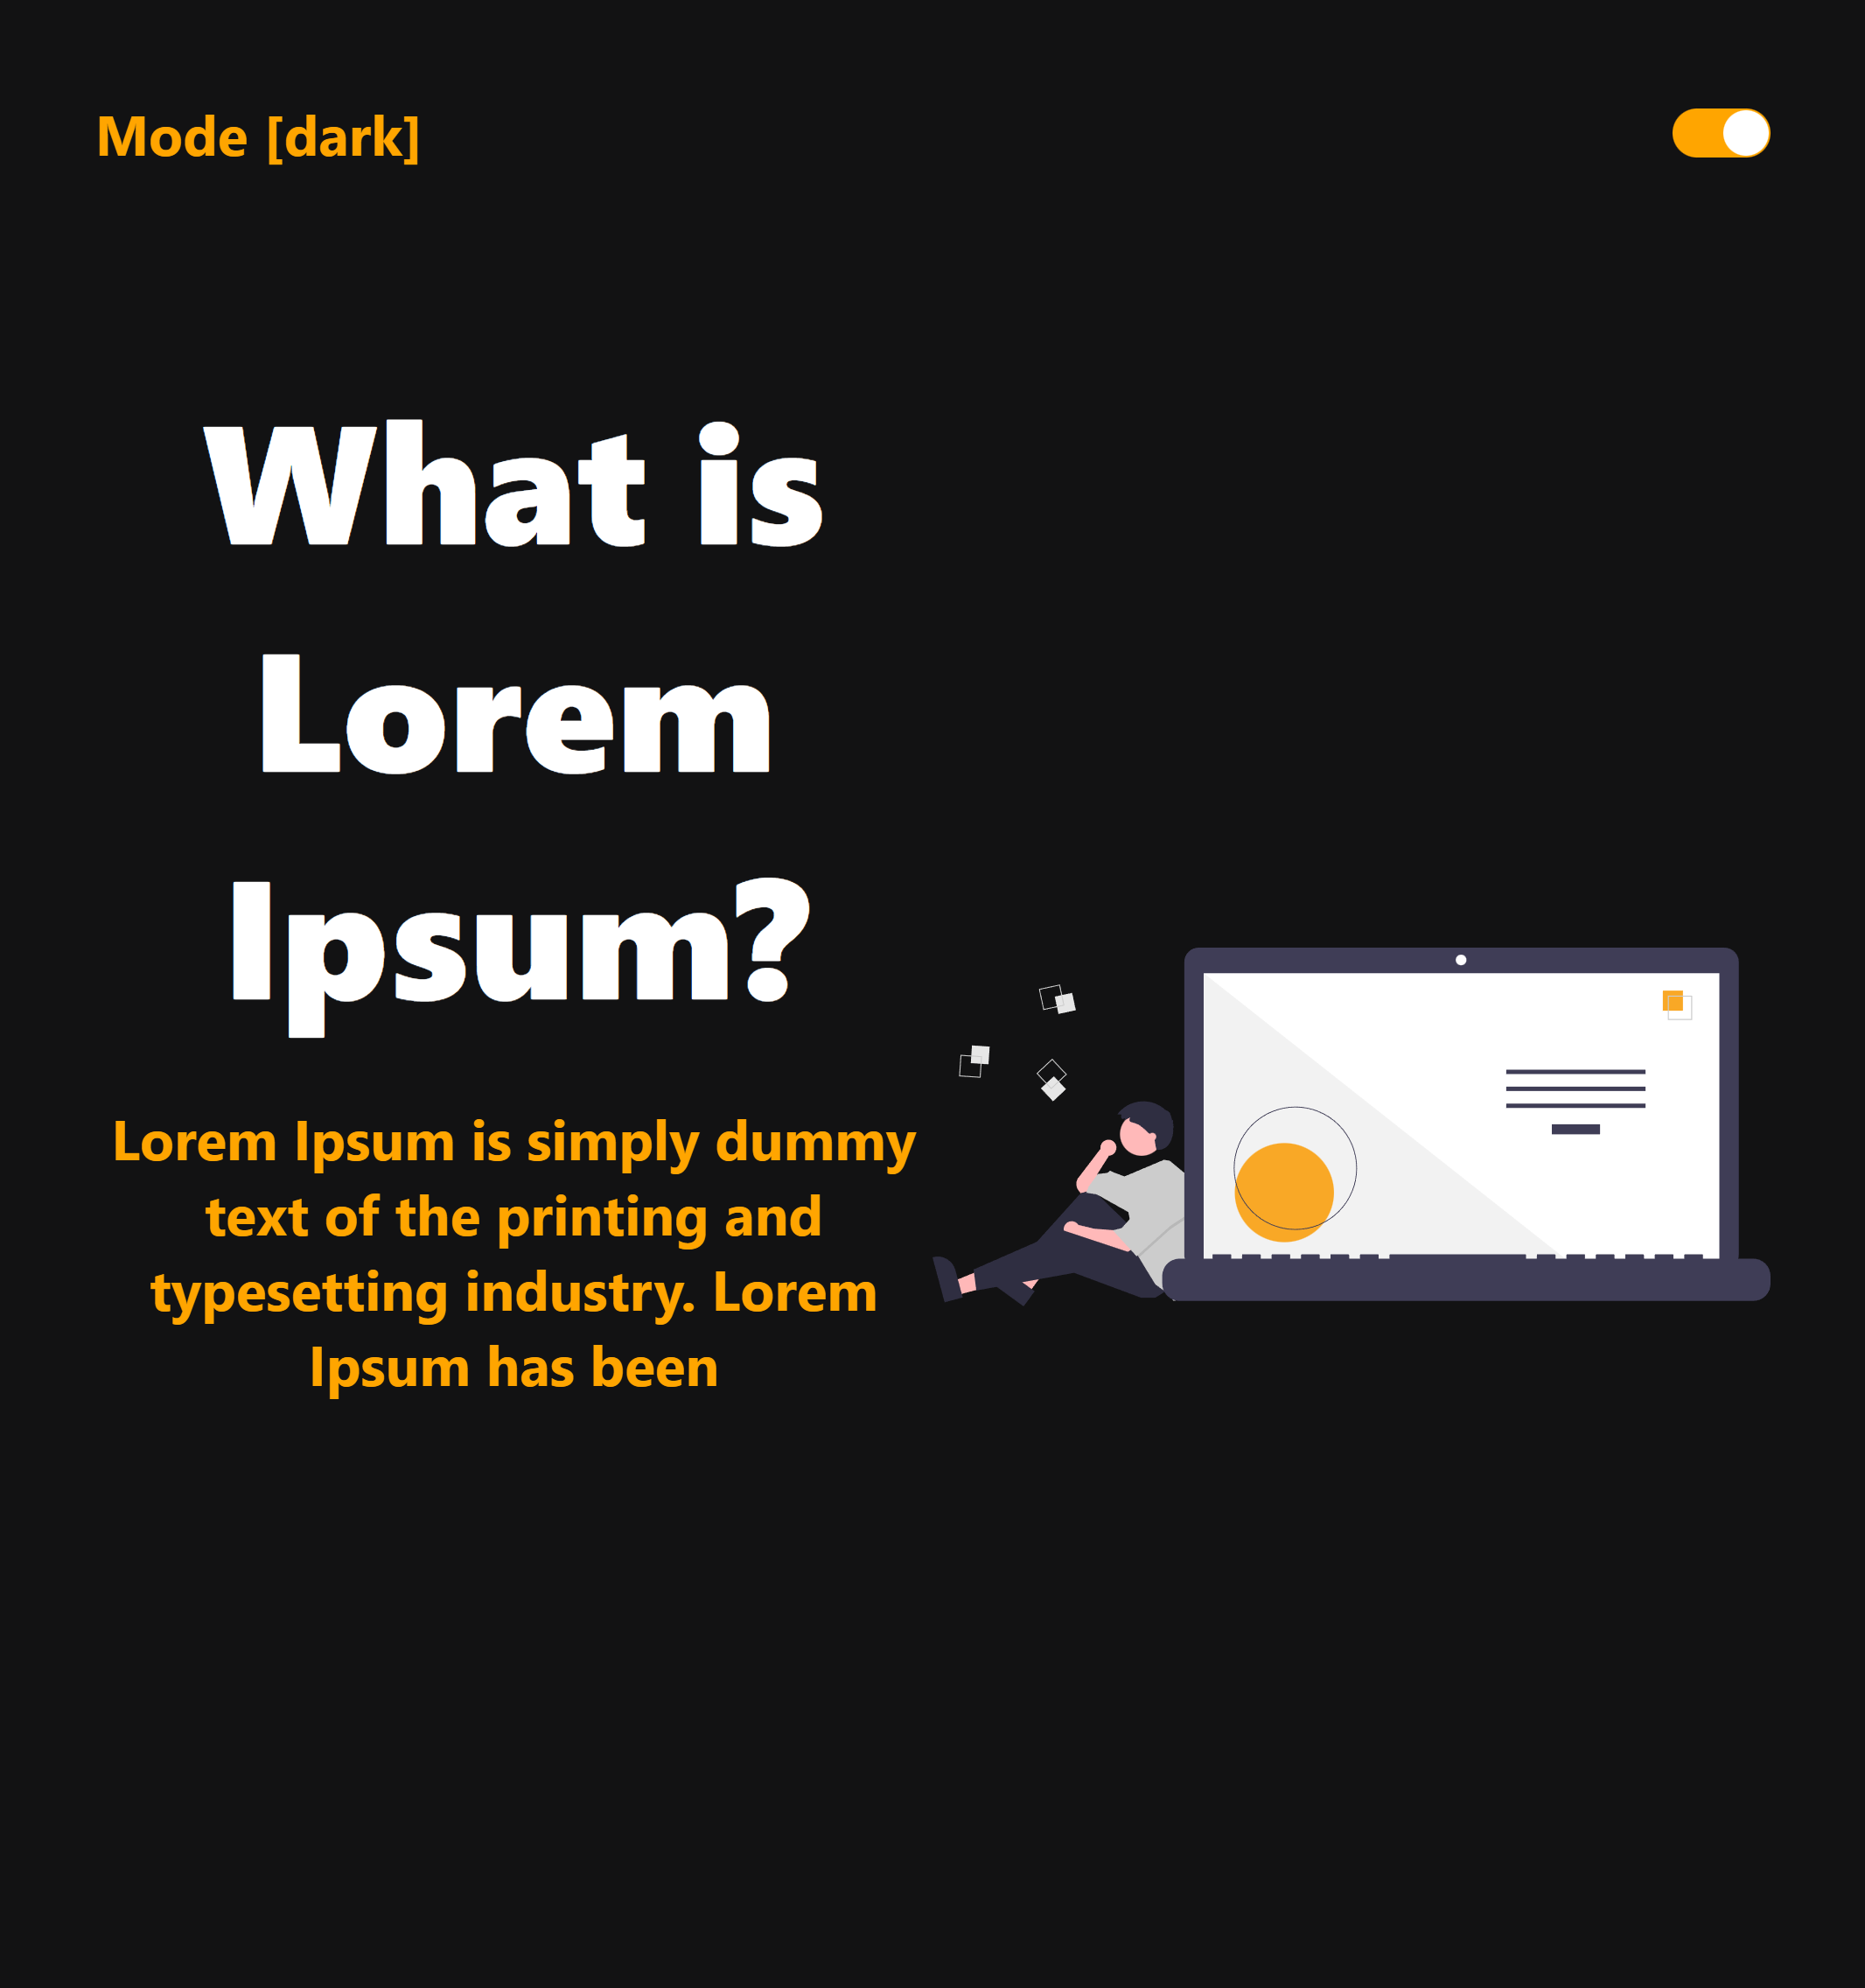 Mode [dark]
What is
Lorem
Ipsum?
Lorem Ipsum is simply dummy
text of the printing and
typesetting industry. Lorem
Ipsum has been